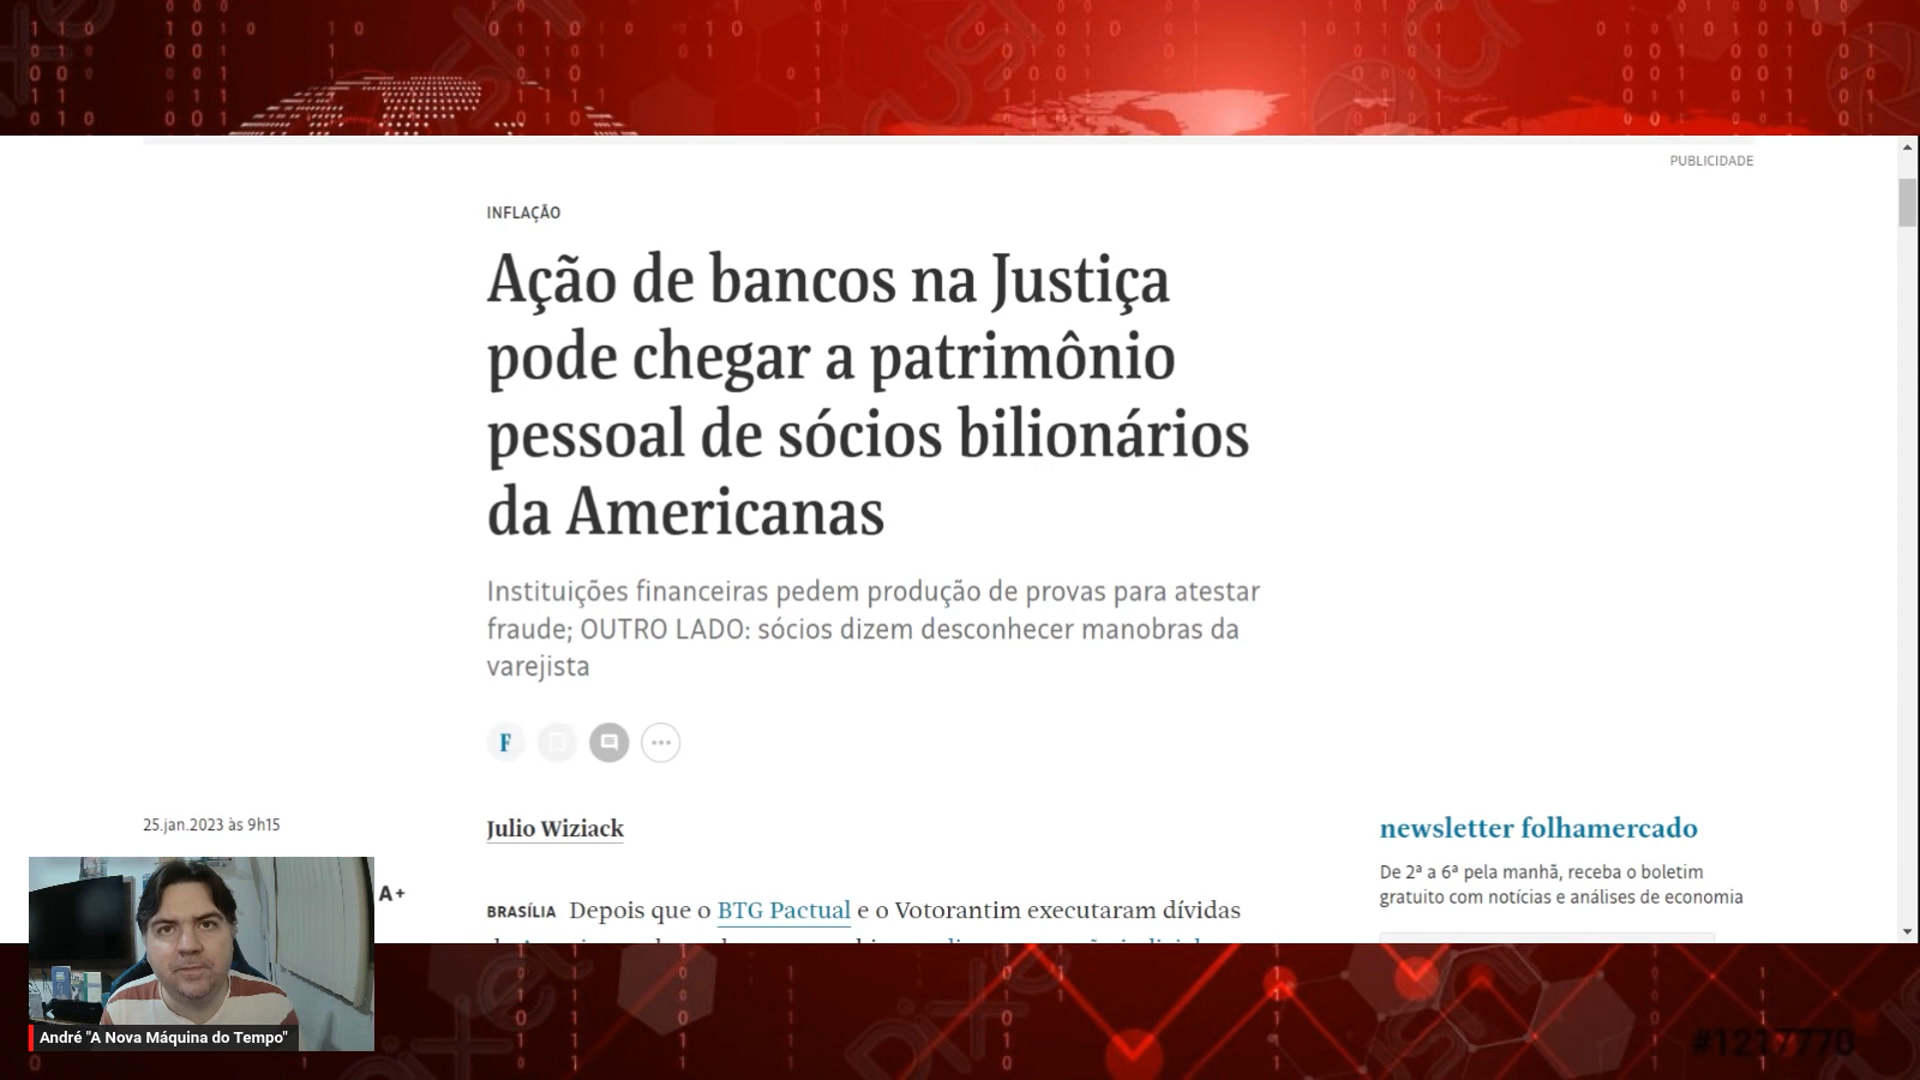 PUBLICIDADE
INFLAÇÃO
Ação de bancos na Justiça
pode chegar a patrimônio
pessoal de sócios bilionários
da Americanas
Instituições financeiras pedem produção de provas para atestar
fraude; OUTRO LADO: sócios dizem desconhecer manobras da
varejista
F
25.jan.2023 às 9h15
Julio Wiziack
newsletter folhamercado
De 2ª a 6ª pela manhã, receba o boletim
gratuito com notícias e análises de economia
A+
BRASÍLIA Depois que o BTG Pactual e o Votorantim executaram dívidas
André "A Nova Máquina do Tempo"
#1217770